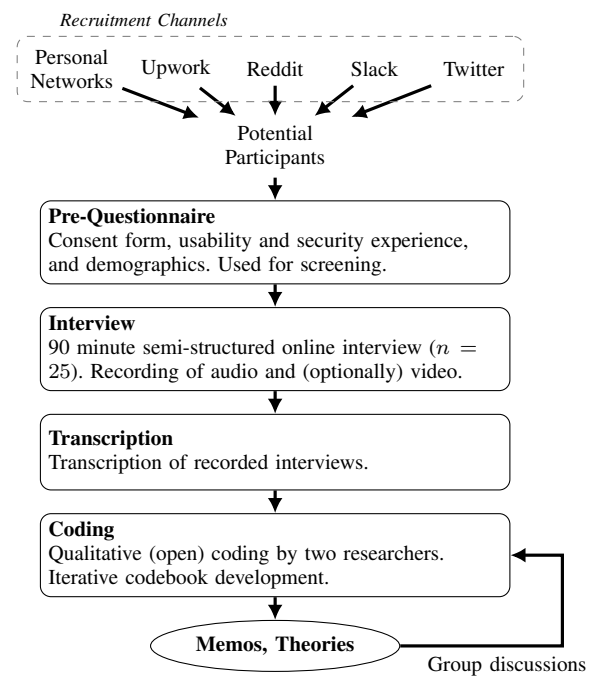 Recruitment Channels
Personal
Networks
Upwork
Reddit
Slack
Twitter
Potential
Participants
Pre-Questionnaire
Consent form, usability and security experience,
and demographics. Used for screening.
Interview
90 minute semi-structured online interview (n =
25). Recording of audio and (optionally) video.
Transcription
Transcription of recorded interviews.
Coding
Qualitative (open) coding by two researchers.
Iterative codebook development.
Memos, Theories
Group discussions